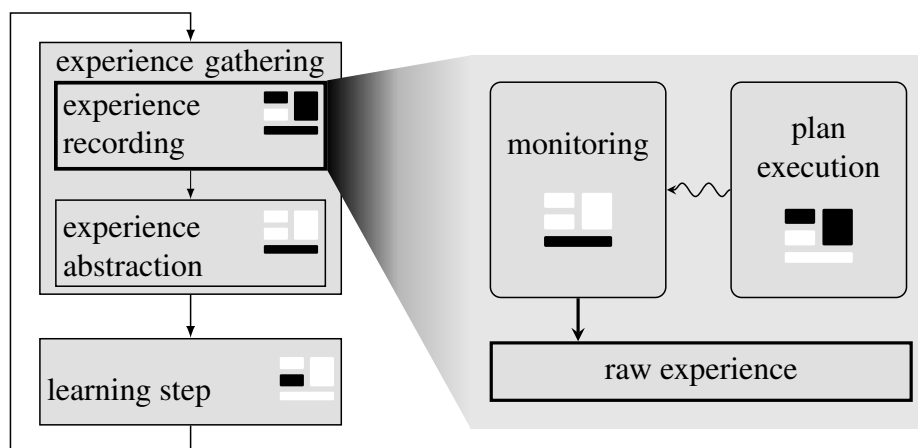 experience gathering
experience
recording
experience
abstraction
learning step
monitoring
plan
execution
raw experience